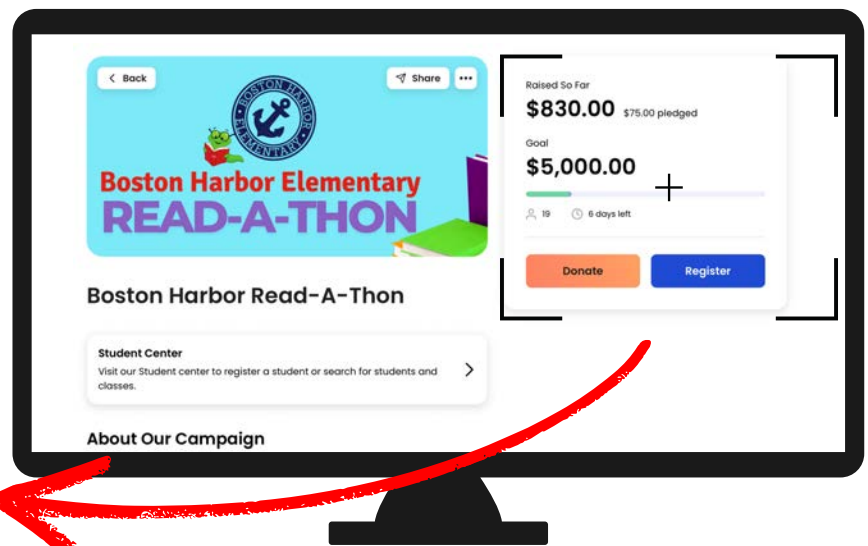 Back
Share
BOSTON HARBOR
ELEMENTARY
Boston Harbor Elementary
READ-A-THON
Raised So Far
$830.00 $75.00 pledged
Goal
$5,000.00
19 6 days left
Donate Register
Boston Harbor Read-A-Thon
Student Center
Visit our Student center to register a student or search for students and
classes.
About Our Campaign